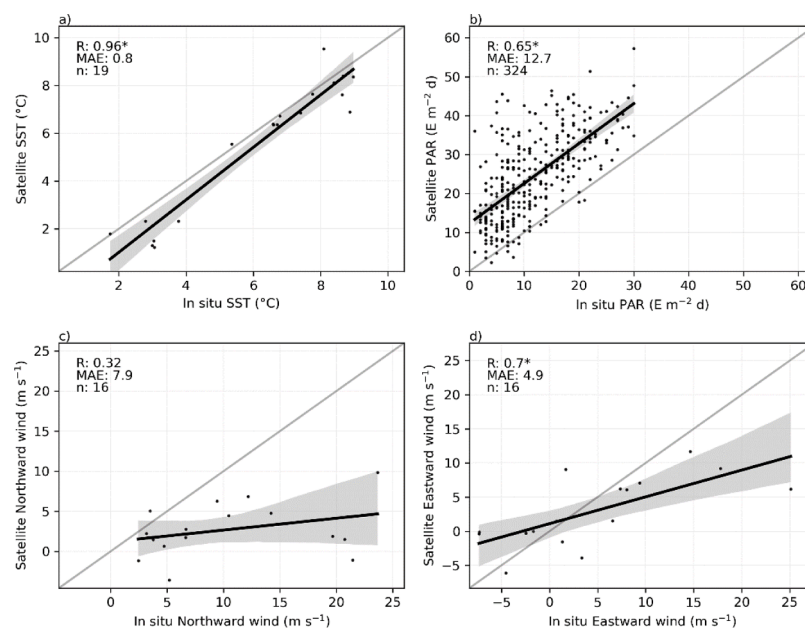 a)
R: 0.96*
MAE: 0.8
n: 19
10
8
6
4
2
Satellite SST (°C)
2 4 6 8 10
In situ SST (°C)
b)
R: 0.65*
MAE: 12.7
n: 324
60
50
40
30
20
10
0
Satellite PAR (E m⁻² d)
0 10 20 30 40 50 60
In situ PAR (E m⁻² d)
c)
R: 0.32
MAE: 7.9
n: 16
25
20
15
10
5
0
Satellite Northward wind (m s⁻¹)
0 5 10 15 20 25
In situ Northward wind (m s⁻¹)
d)
R: 0.7*
MAE: 4.9
n: 16
25
20
15
10
5
0
−5
Satellite Eastward wind (m s⁻¹)
−5 0 5 10 15 20 25
In situ Eastward wind (m s⁻¹)